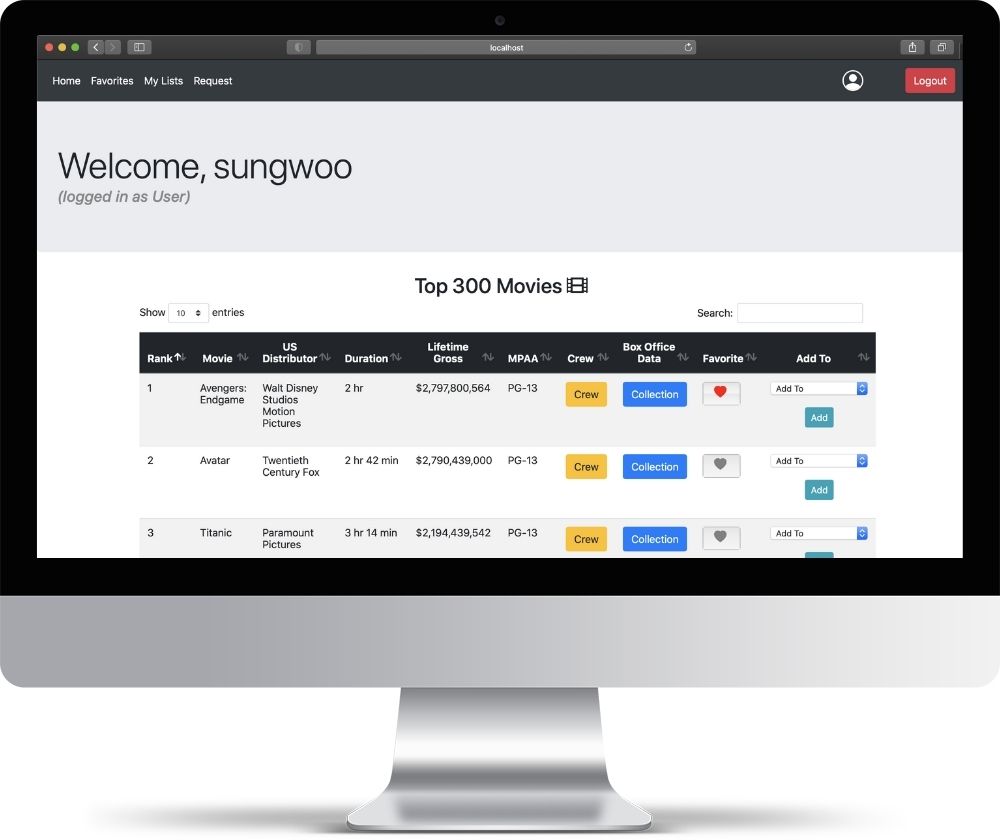 localhost
Home Favorites My Lists Request
Logout
Welcome, sungwoo
(logged in as User)
Top 300 Movies
Show 10 entries
Search:
Rank Movie US Distributor Duration Lifetime Gross MPAA Crew Box Office Data Favorite Add To
1 Avengers: Endgame Walt Disney Studios Motion Pictures 2 hr $2,797,800,564 PG-13 Crew Collection Add To
Add
2 Avatar Twentieth Century Fox 2 hr 42 min $2,790,439,000 PG-13 Crew Collection Add To
Add
3 Titanic Paramount Pictures 3 hr 14 min $2,194,439,542 PG-13 Crew Collection Add To